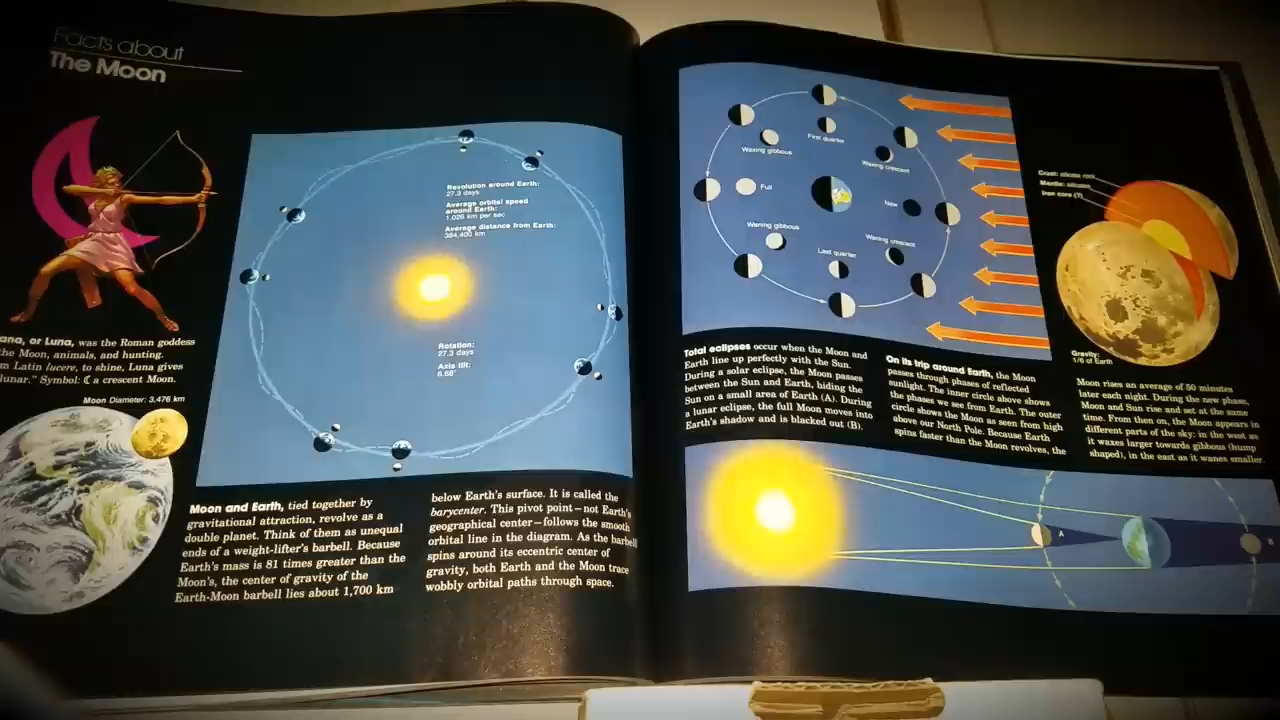 Facts about
The Moon
ana, or Luna, was the Roman goddess
the Moon, animals, and hunting.
m Latin lucere, to shine, Luna gives
lunar." Symbol: ☾ a crescent Moon.
Moon Diameter: 3,476 km
Revolution around Earth:
27.3 days
Average orbital speed
around Earth:
1.026 km per sec
Average distance from Earth:
384,400 km
Rotation:
27.3 days
Axis tilt:
6.68°
Moon and Earth, tied together by
gravitational attraction, revolve as a
double planet. Think of them as unequal
ends of a weight-lifter's barbell. Because
Earth's mass is 81 times greater than the
Moon's, the center of gravity of the
Earth-Moon barbell lies about 1,700 km
below Earth's surface. It is called the
barycenter. This pivot point—not Earth's
geographical center—follows the smooth
orbital line in the diagram. As the barbell
spins around its eccentric center of
gravity, both Earth and the Moon trace
wobbly orbital paths through space.
First quarter
Waxing gibbous
Waxing crescent
Full
New
Waning gibbous
Waning crescent
Last quarter
Total eclipses occur when the Moon and
Earth line up perfectly with the Sun.
During a solar eclipse, the Moon passes
between the Sun and Earth, hiding the
Sun on a small area of Earth (A). During
a lunar eclipse, the full Moon moves into
Earth's shadow and is blacked out (B).
On its trip around Earth, the Moon
passes through phases of reflected
sunlight. The inner circle above shows
the phases we see from Earth. The outer
circle shows the Moon as seen from high
above our North Pole. Because Earth
spins faster than the Moon revolves, the
Crust: silicate rock
Mantle: silicate
Iron core (?)
Gravity:
1/6 of Earth
Moon rises an average of 50 minutes
later each night. During the new phase,
Moon and Sun rise and set at the same
time. From then on, the Moon appears in
different parts of the sky: in the west as
it waxes larger towards gibbous (hump
shaped), in the east as it wanes smaller.
A
B